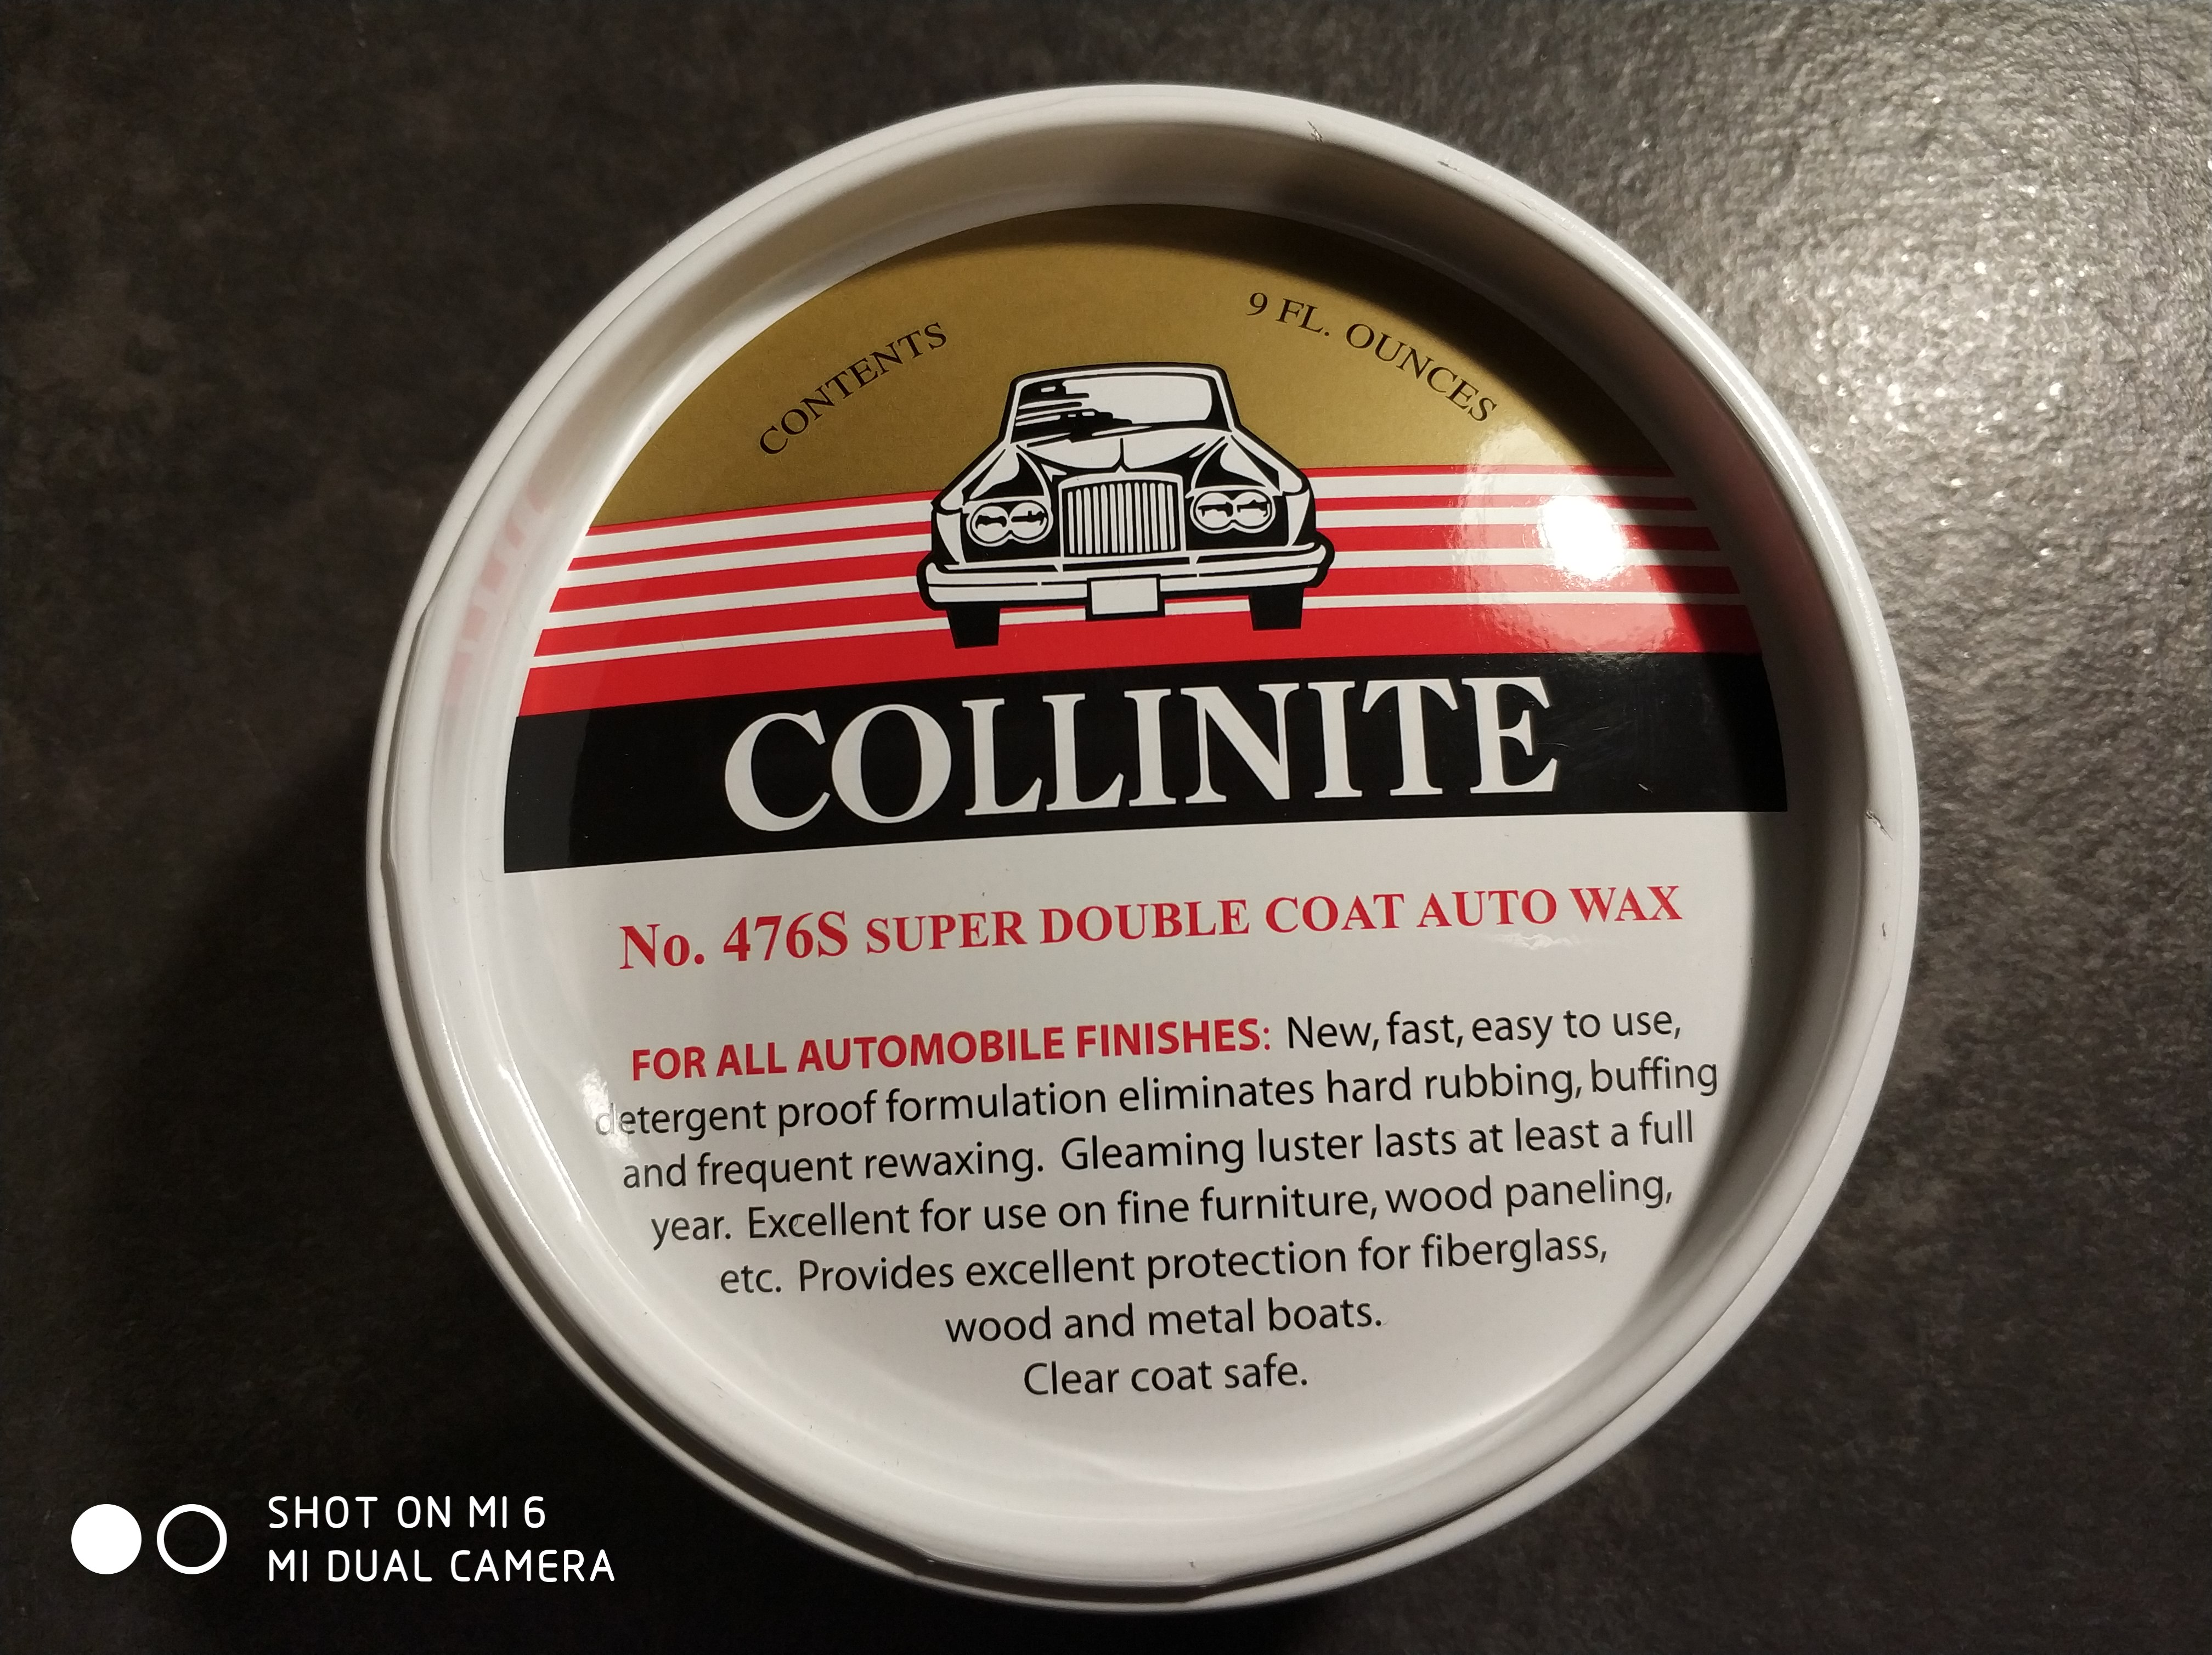 CONTENTS
9 FL. OUNCES
COLLINITE
No. 476S SUPER DOUBLE COAT AUTO WAX
FOR ALL AUTOMOBILE FINISHES: New, fast, easy to use,
detergent proof formulation eliminates hard rubbing, buffing
and frequent rewaxing. Gleaming luster lasts at least a full
year. Excellent for use on fine furniture, wood paneling,
etc. Provides excellent protection for fiberglass,
wood and metal boats.
Clear coat safe.
SHOT ON MI 6
MI DUAL CAMERA